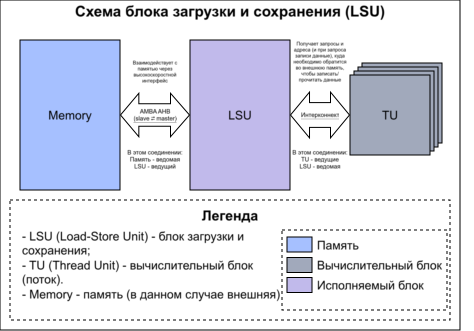 Схема блока загрузки и сохранения (LSU)
Memory
Взаимодействует с
памятью через
высокоскоростной
интерфейс
AMBA AHB
(slave ⇄ master)
В этом соединении:
Память - ведомая
LSU - ведущий
LSU
Получает запросы и
адреса (и при запроса
записи данные), куда
необходимо обратится
во внешнюю память,
чтобы записать/
прочитать данные
Интерконнект
В этом соединении:
TU - ведущие
LSU - ведомая
TU
Легенда
- LSU (Load-Store Unit) - блок загрузки и
сохранения;
- TU (Thread Unit) - вычислительный блок
(поток).
- Memory - память (в данном случае внешняя)
Память
Вычислительный блок
Исполняемый блок